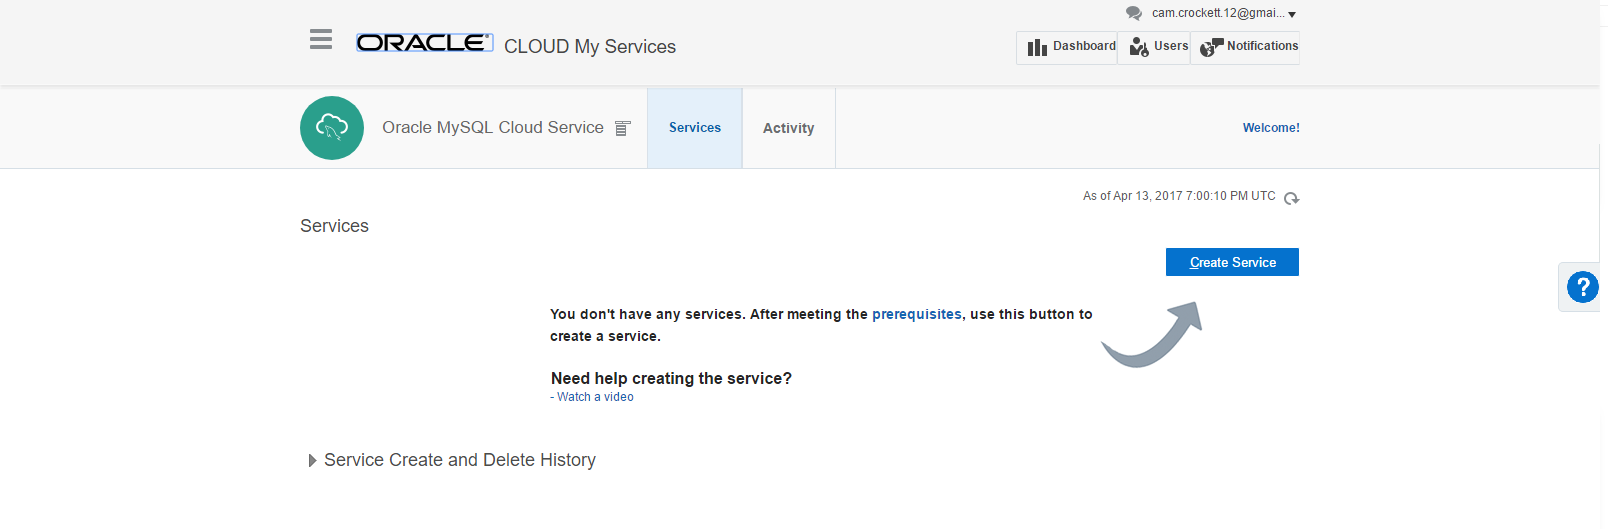 cam.crockett.12@gmai...
ORACLE® CLOUD My Services
Dashboard Users Notifications
Oracle MySQL Cloud Service
Services
Activity
Welcome!
As of Apr 13, 2017 7:00:10 PM UTC
Services
Create Service
You don't have any services. After meeting the prerequisites, use this button to
create a service.
Need help creating the service?
- Watch a video
?
Service Create and Delete History